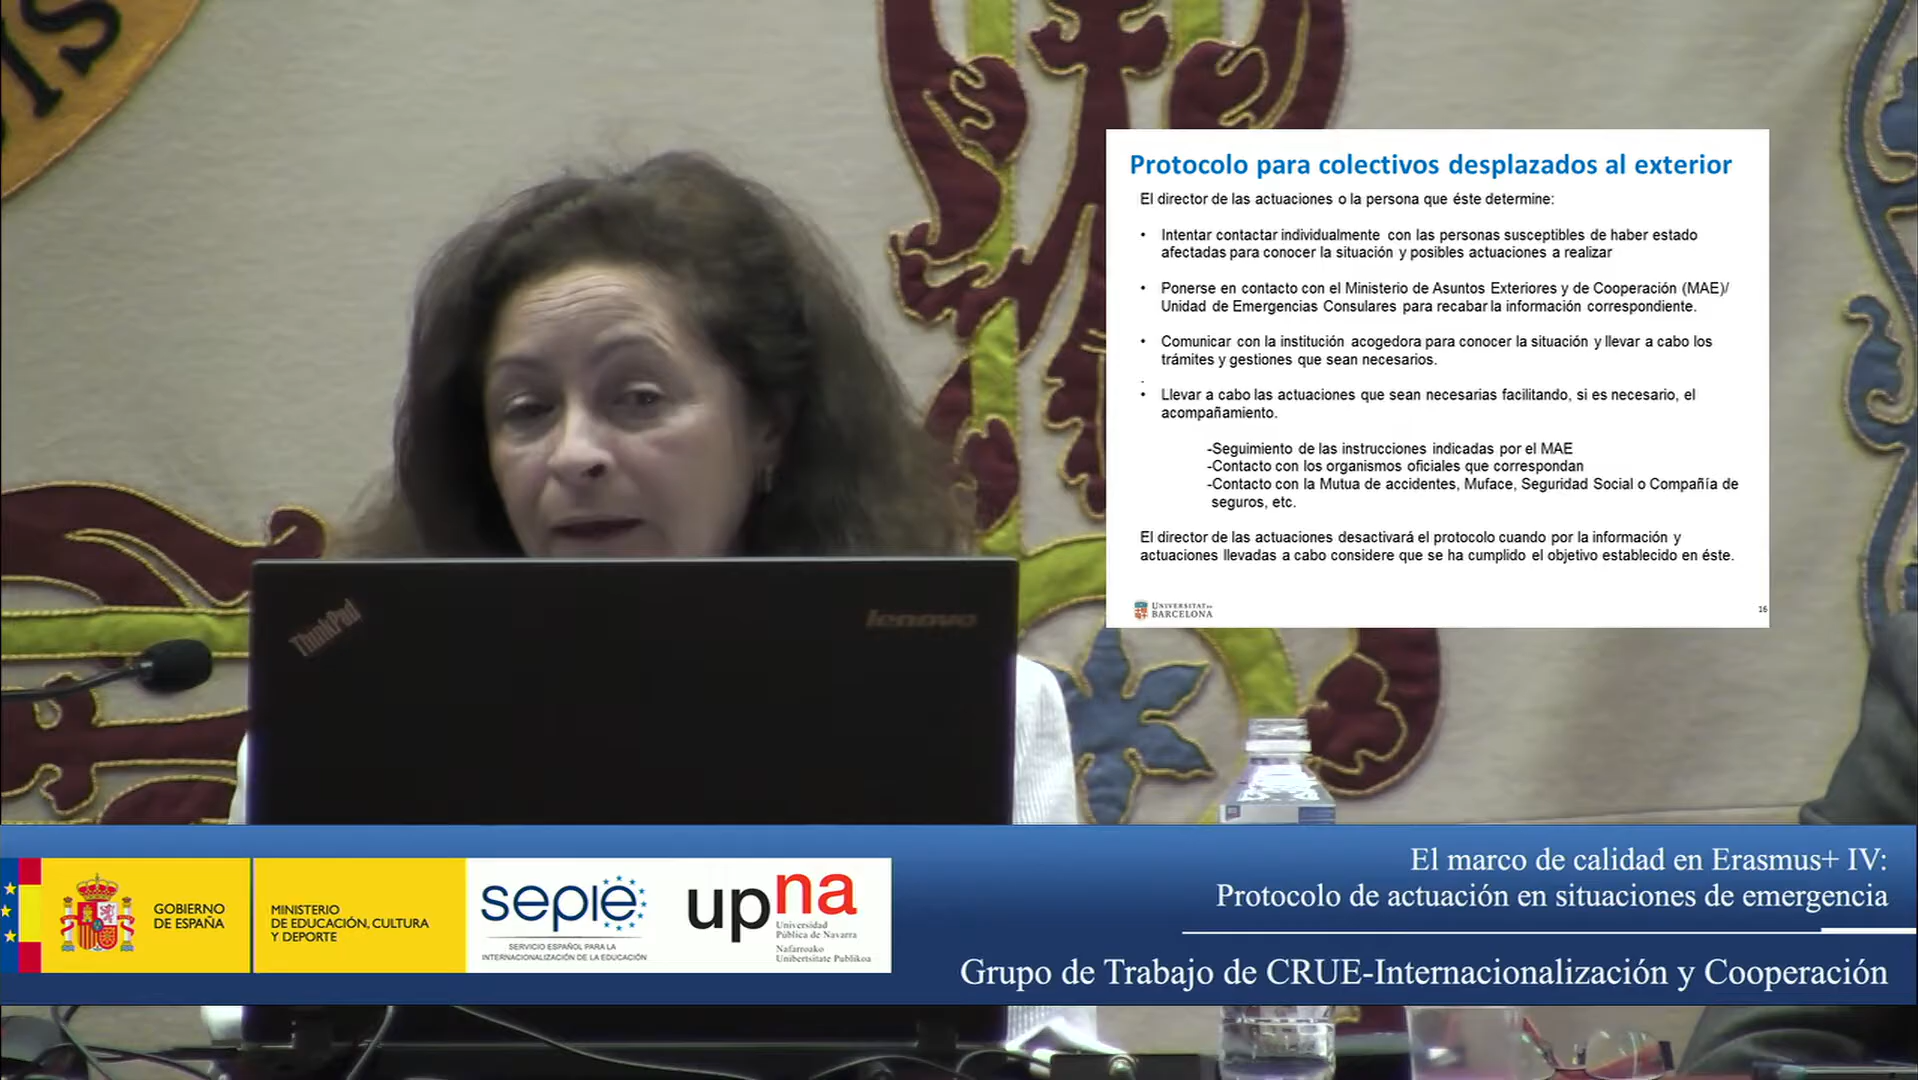 IS
Protocolo para colectivos desplazados al exterior
El director de las actuaciones o la persona que éste determine:
• Intentar contactar individualmente con las personas susceptibles de haber estado
afectadas para conocer la situación y posibles actuaciones a realizar
• Ponerse en contacto con el Ministerio de Asuntos Exteriores y de Cooperación (MAE)/
Unidad de Emergencias Consulares para recabar la información correspondiente.
• Comunicar con la institución acogedora para conocer la situación y llevar a cabo los
trámites y gestiones que sean necesarios.
.
• Llevar a cabo las actuaciones que sean necesarias facilitando, si es necesario, el
acompañamiento.
-Seguimiento de las instrucciones indicadas por el MAE
-Contacto con los organismos oficiales que correspondan
-Contacto con la Mutua de accidentes, Muface, Seguridad Social o Compañía de
seguros, etc.
El director de las actuaciones desactivará el protocolo cuando por la información y
actuaciones llevadas a cabo considere que se ha cumplido el objetivo establecido en éste.
UNIVERSITAT DE
BARCELONA
16
ThinkPad
lenovo
GOBIERNO
DE ESPAÑA
MINISTERIO
DE EDUCACIÓN, CULTURA
Y DEPORTE
sepie
SERVICIO ESPAÑOL PARA LA
INTERNACIONALIZACIÓN DE LA EDUCACIÓN
upna
Universidad
Pública de Navarra
Nafarroako
Unibertsitate Publikoa
El marco de calidad en Erasmus+ IV:
Protocolo de actuación en situaciones de emergencia
Grupo de Trabajo de CRUE-Internacionalización y Cooperación